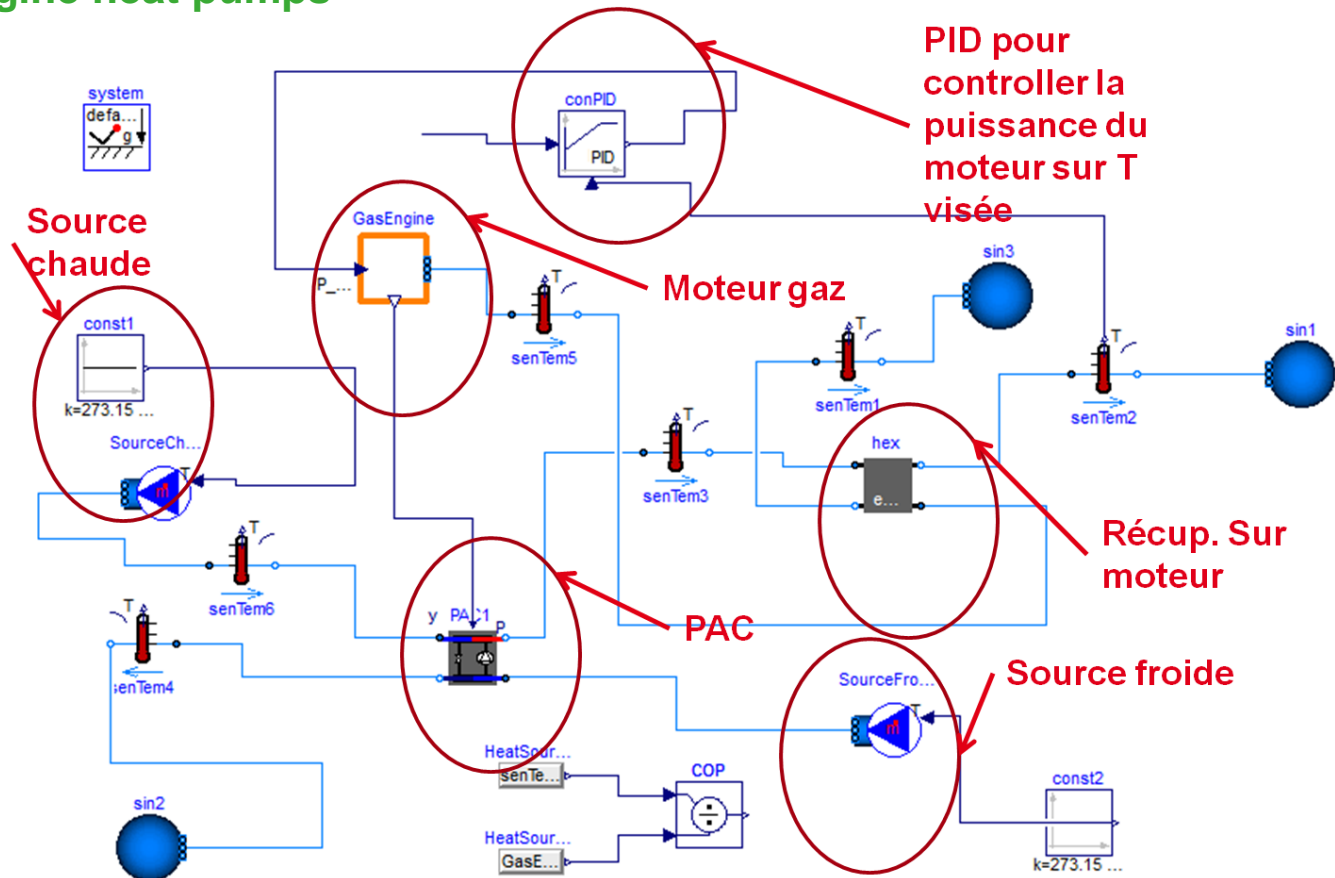 gine heat pumps
PID pour
controller la
puissance du
moteur sur T
visée
system
defa...
g
conPID
PID
Source
chaude
GasEngine
P_...
Moteur gaz
T
senTem5
sin3
sin1
const1
k=273.15 ...
T
senTem1
T
senTem2
SourceCh...
T
ṁ
T
senTem3
hex
e...
Récup. Sur
moteur
T
senTem6
y PAC1 P
PAC
T
senTem4
Source froide
SourceFro...
T
ṁ
HeatSour...
senTe...
COP
÷
HeatSour...
GasE...
const2
k=273.15 ...
sin2